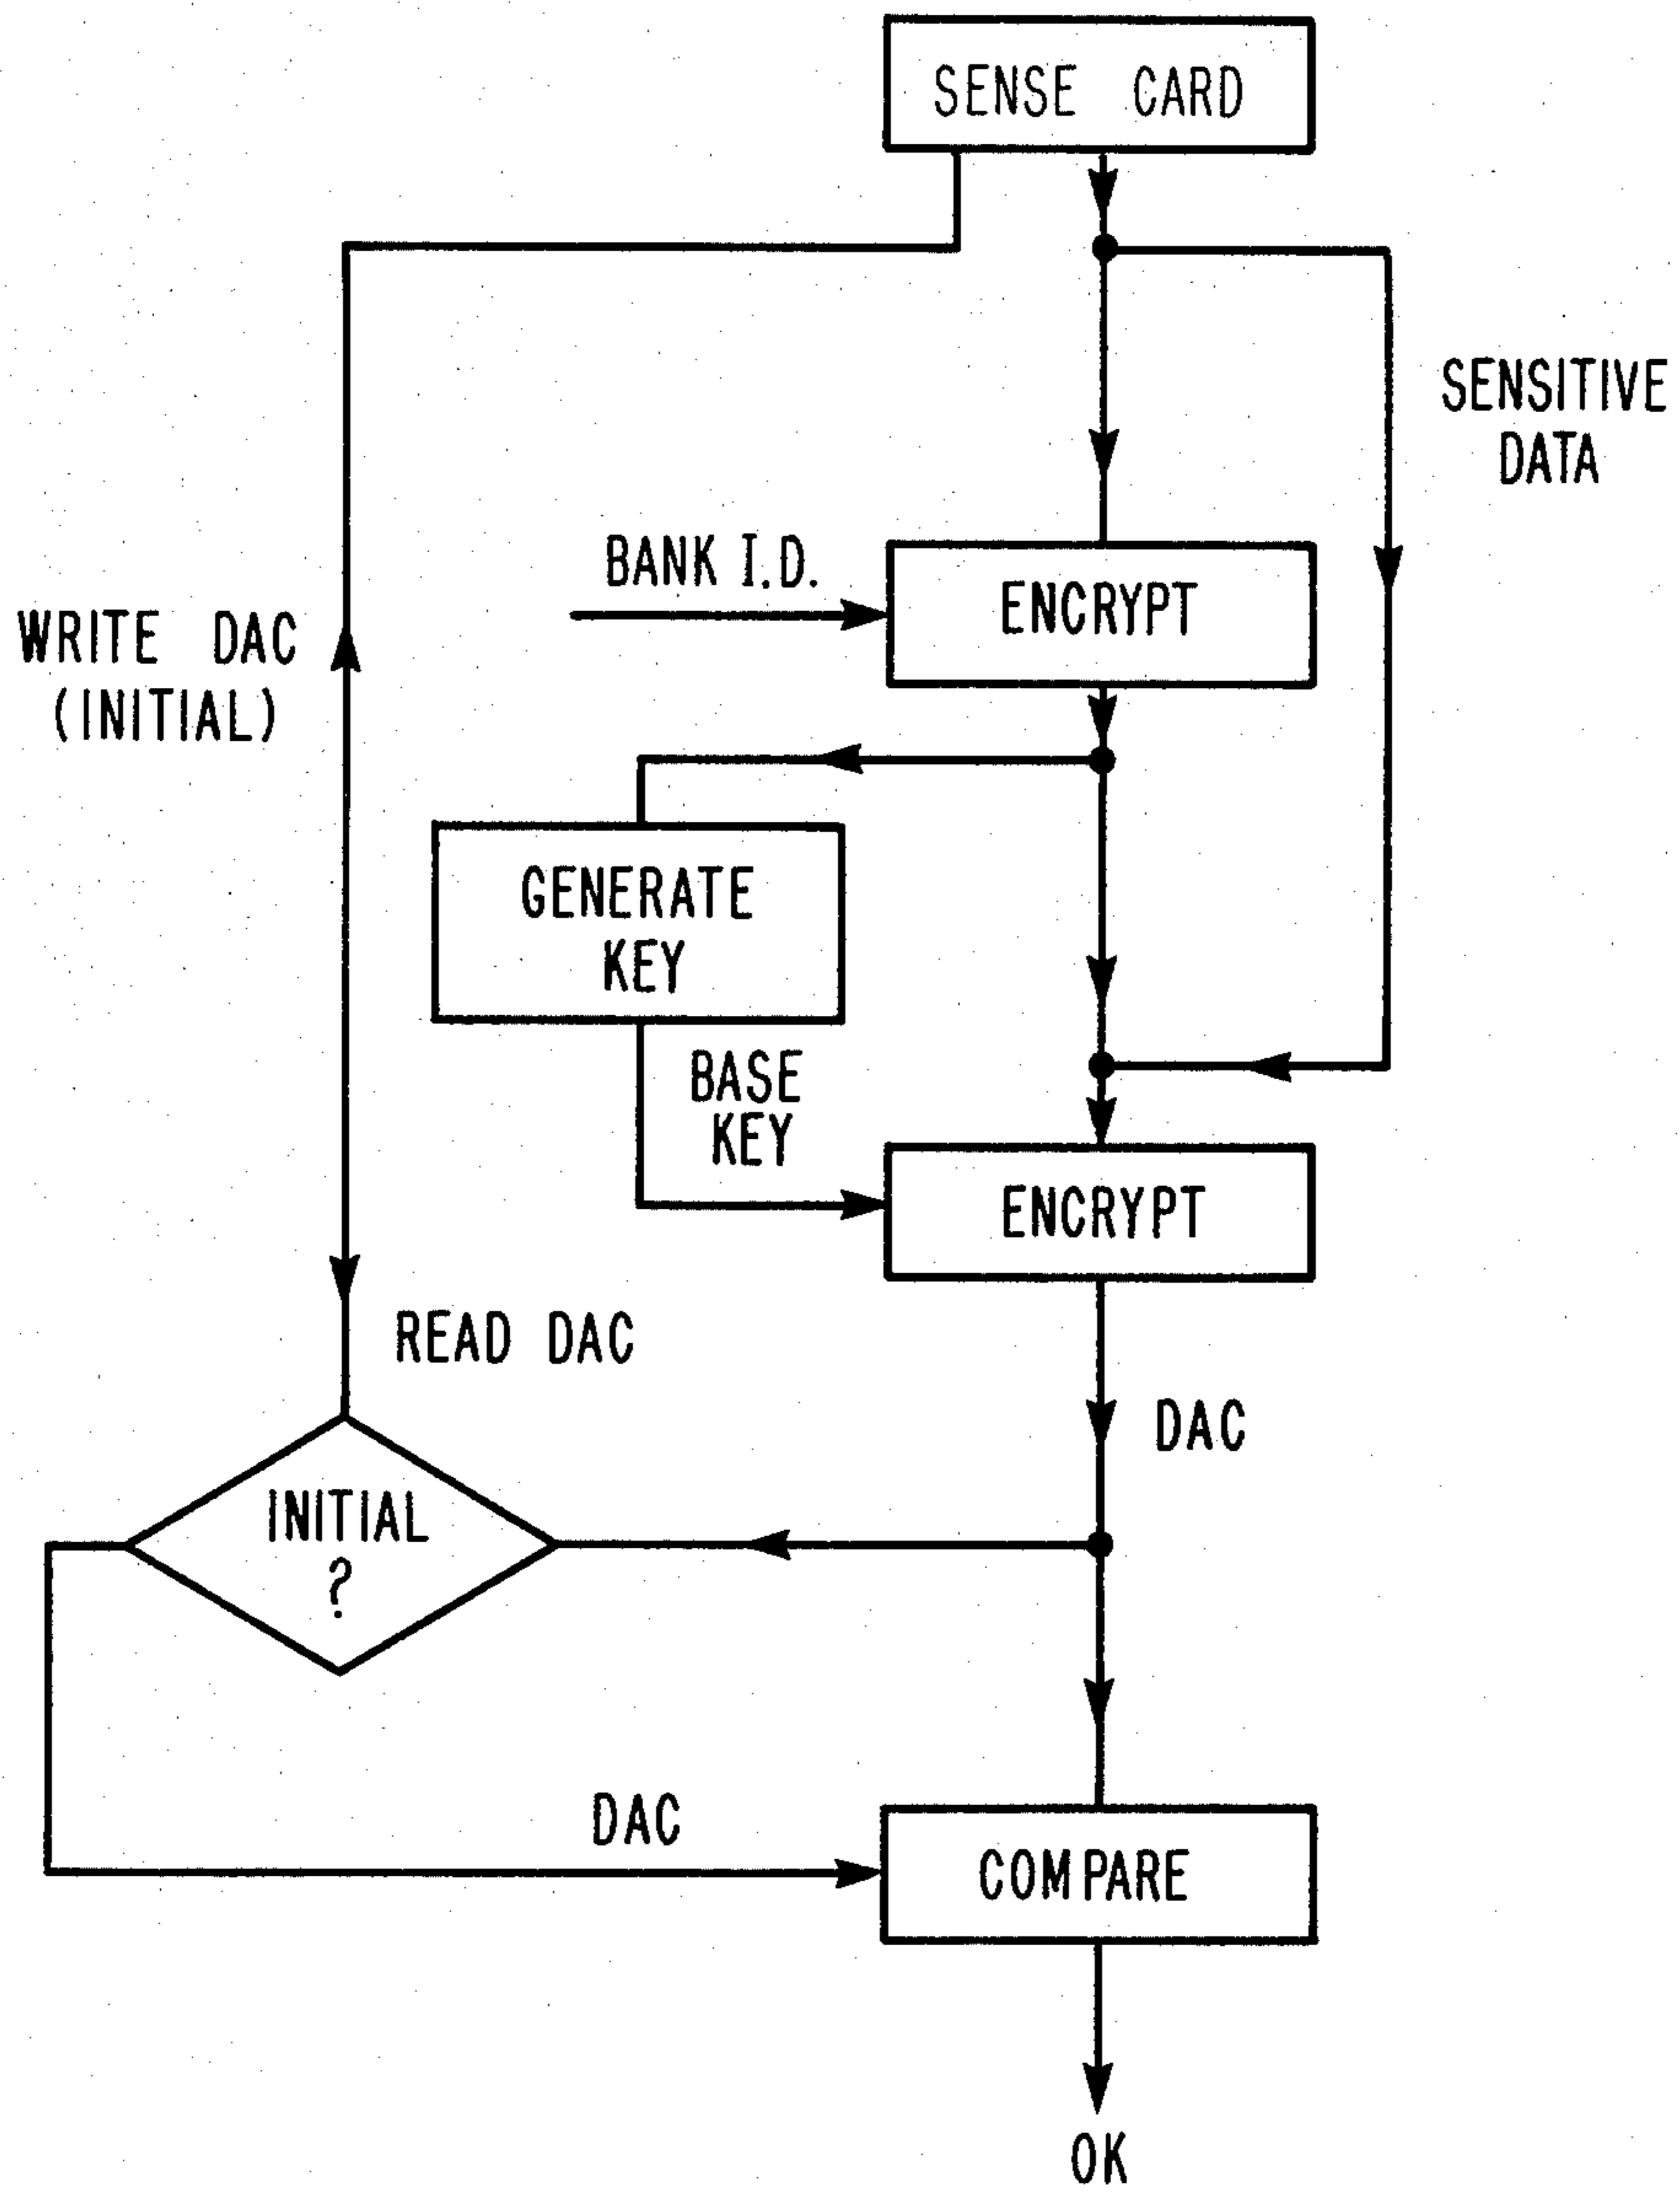 SENSE CARD
SENSITIVE
DATA
BANK I.D.
ENCRYPT
WRITE DAC
(INITIAL)
GENERATE
KEY
BASE
KEY
ENCRYPT
READ DAC
DAC
INITIAL
?
DAC
COMPARE
OK